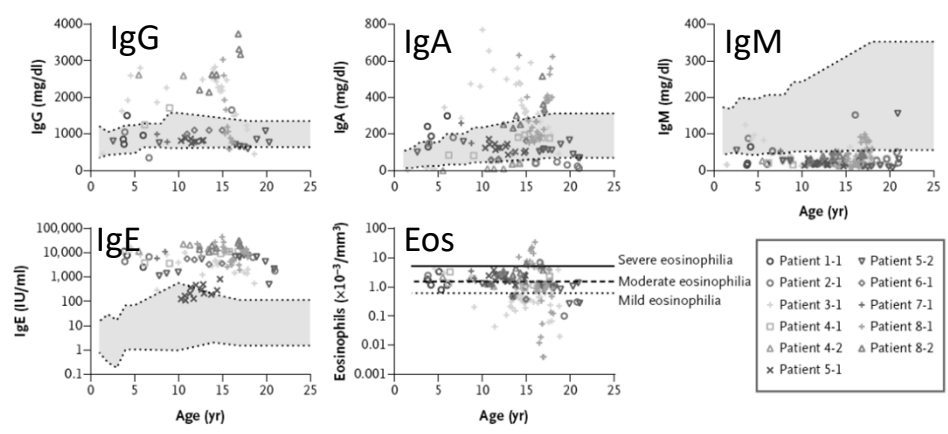 IgG
IgG (mg/dl)
4000
3000
2000
1000
0
0 5 10 15 20 25
IgA
IgA (mg/dl)
800
600
400
200
0
0 5 10 15 20 25
IgM
IgM (mg/dl)
400
300
200
100
0
0 5 10 15 20 25
Age (yr)
IgE
IgE (IU/ml)
100,000
10,000
1,000
100
10
1
0.1
0 5 10 15 20 25
Age (yr)
Eos
Eosinophils (×10⁻³/mm³)
100
10
1.0
0.1
0.01
0.001
0 5 10 15 20 25
Age (yr)
Severe eosinophilia
Moderate eosinophilia
Mild eosinophilia
Patient 1-1
Patient 2-1
Patient 3-1
Patient 4-1
Patient 4-2
Patient 5-1
Patient 5-2
Patient 6-1
Patient 7-1
Patient 8-1
Patient 8-2